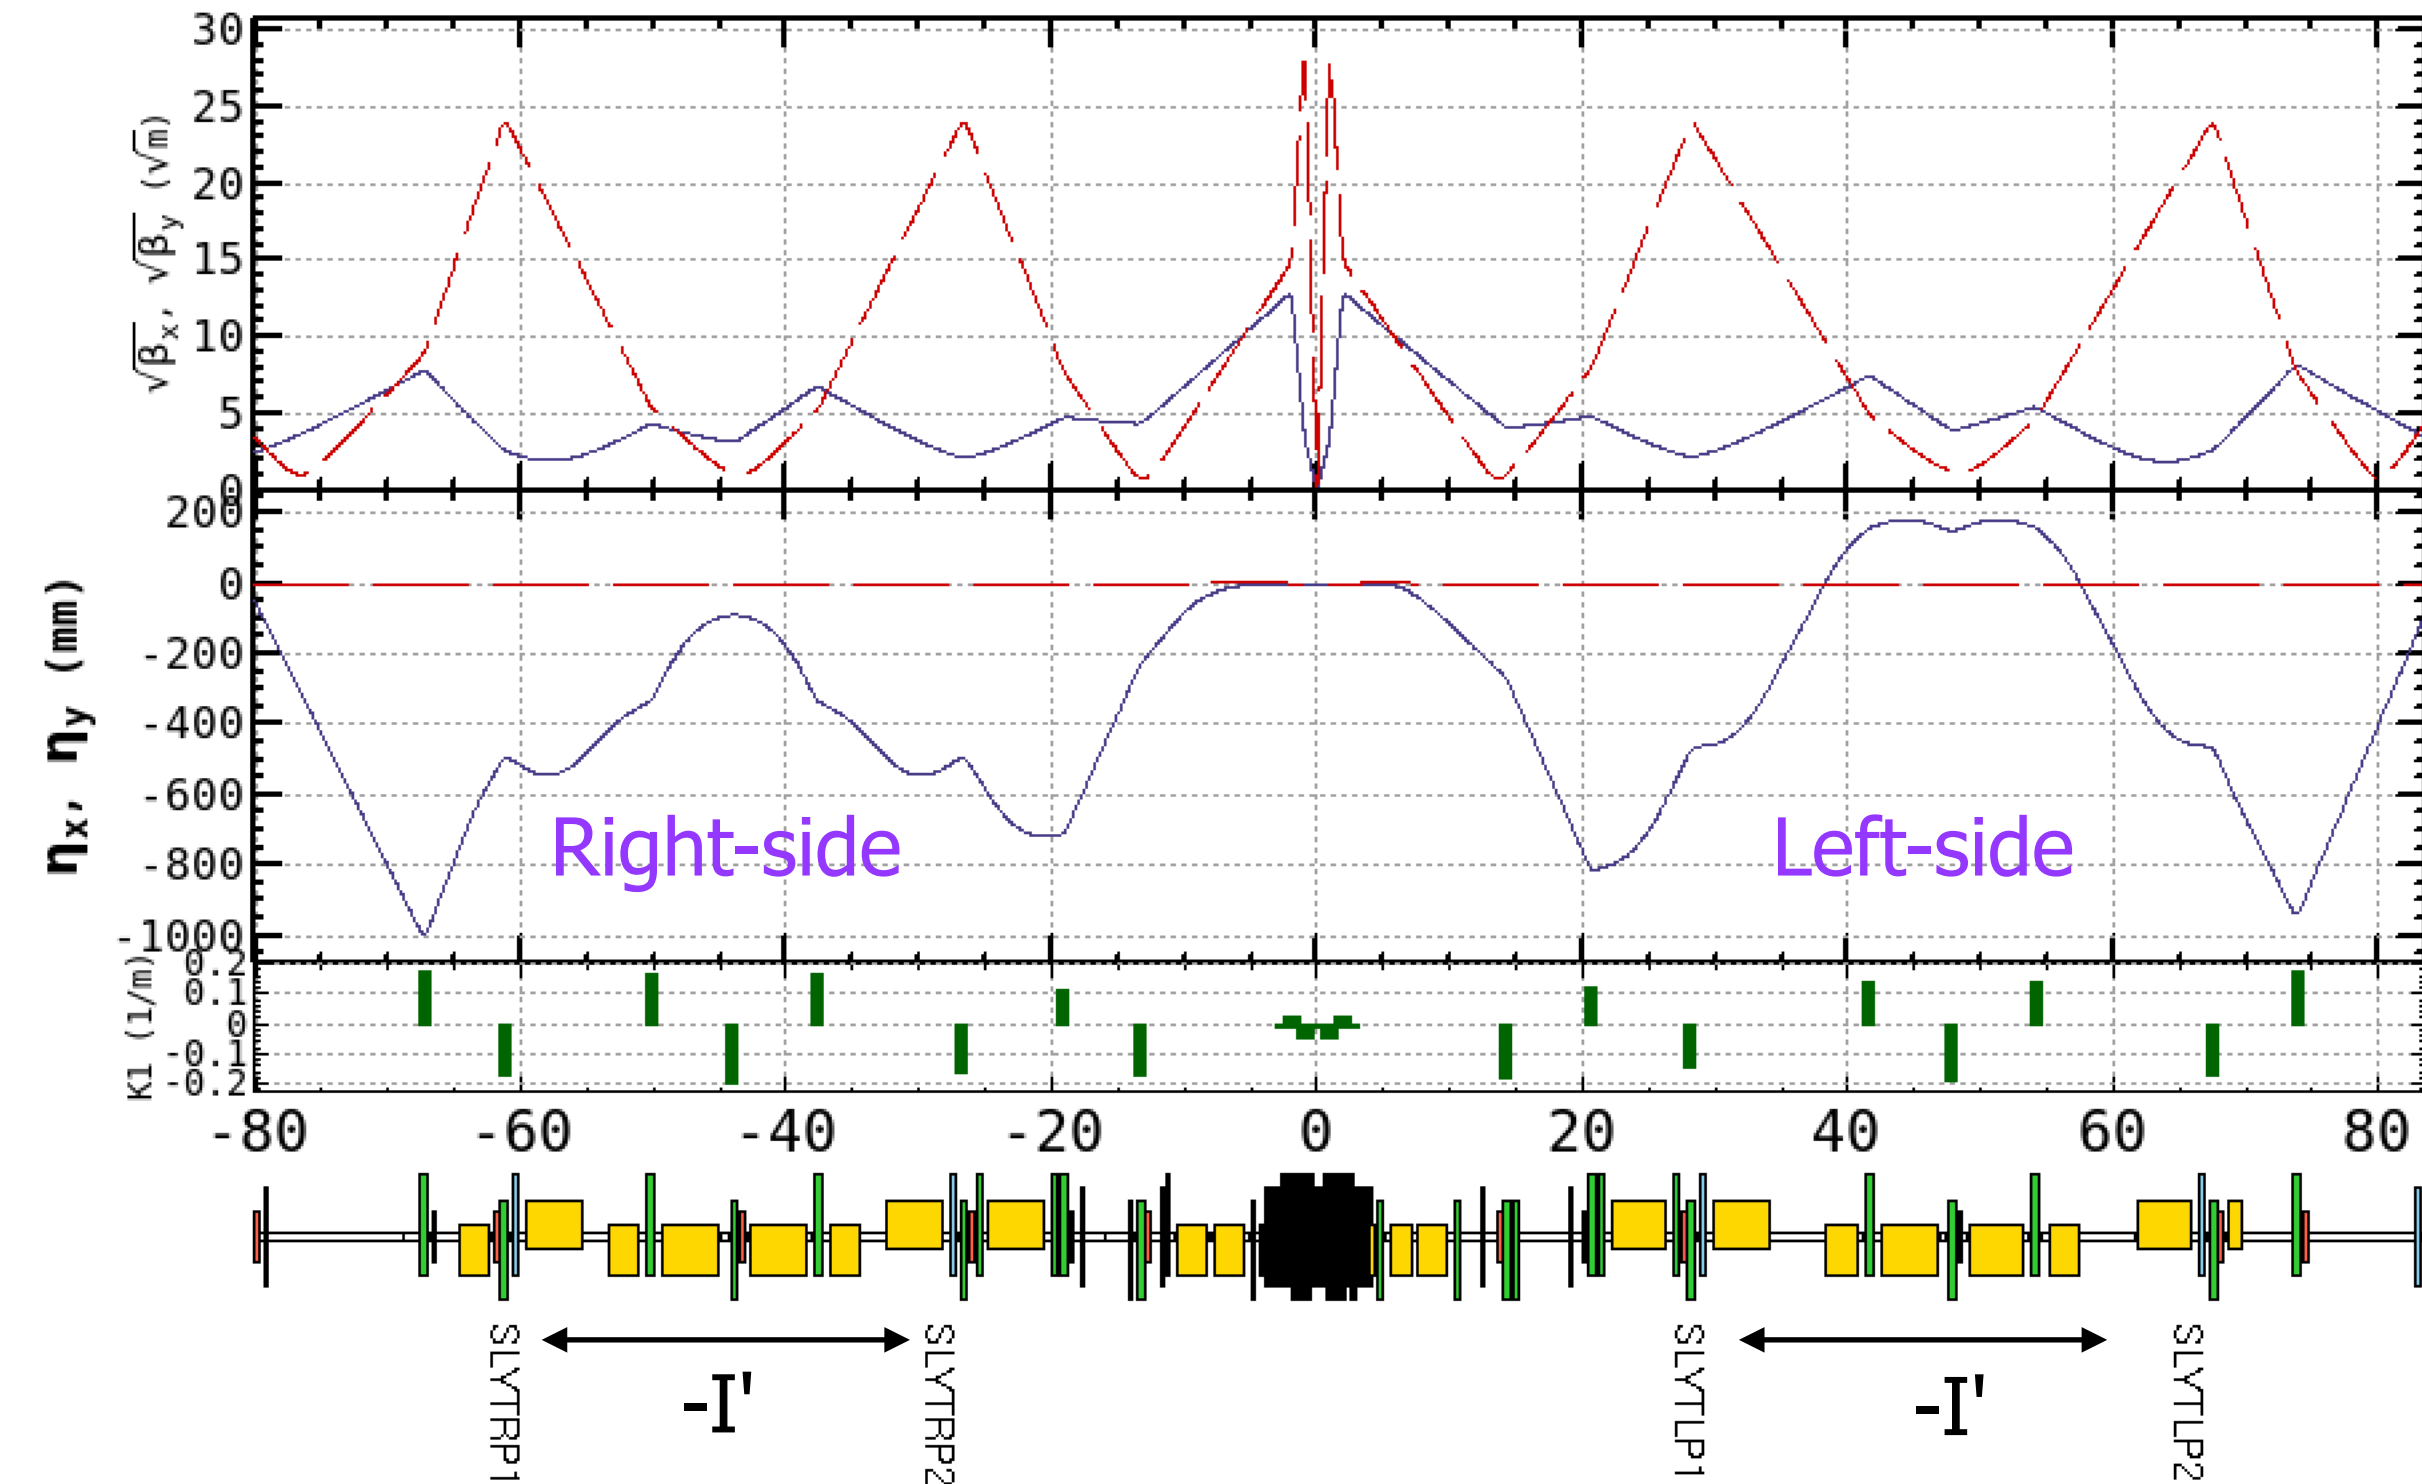 √βx, √βy (√m)
30
25
20
15
10
5
0
ηx, ηy (mm)
200
0
-200
-400
-600
-800
-1000
Right-side
Left-side
K1 (1/m)
0.2
0.1
0
-0.1
-0.2
-80 -60 -40 -20 0 20 40 60 80
SLYTRP1
-I'
SLYTRP2
SLYTLP1
-I'
SLYTLP2